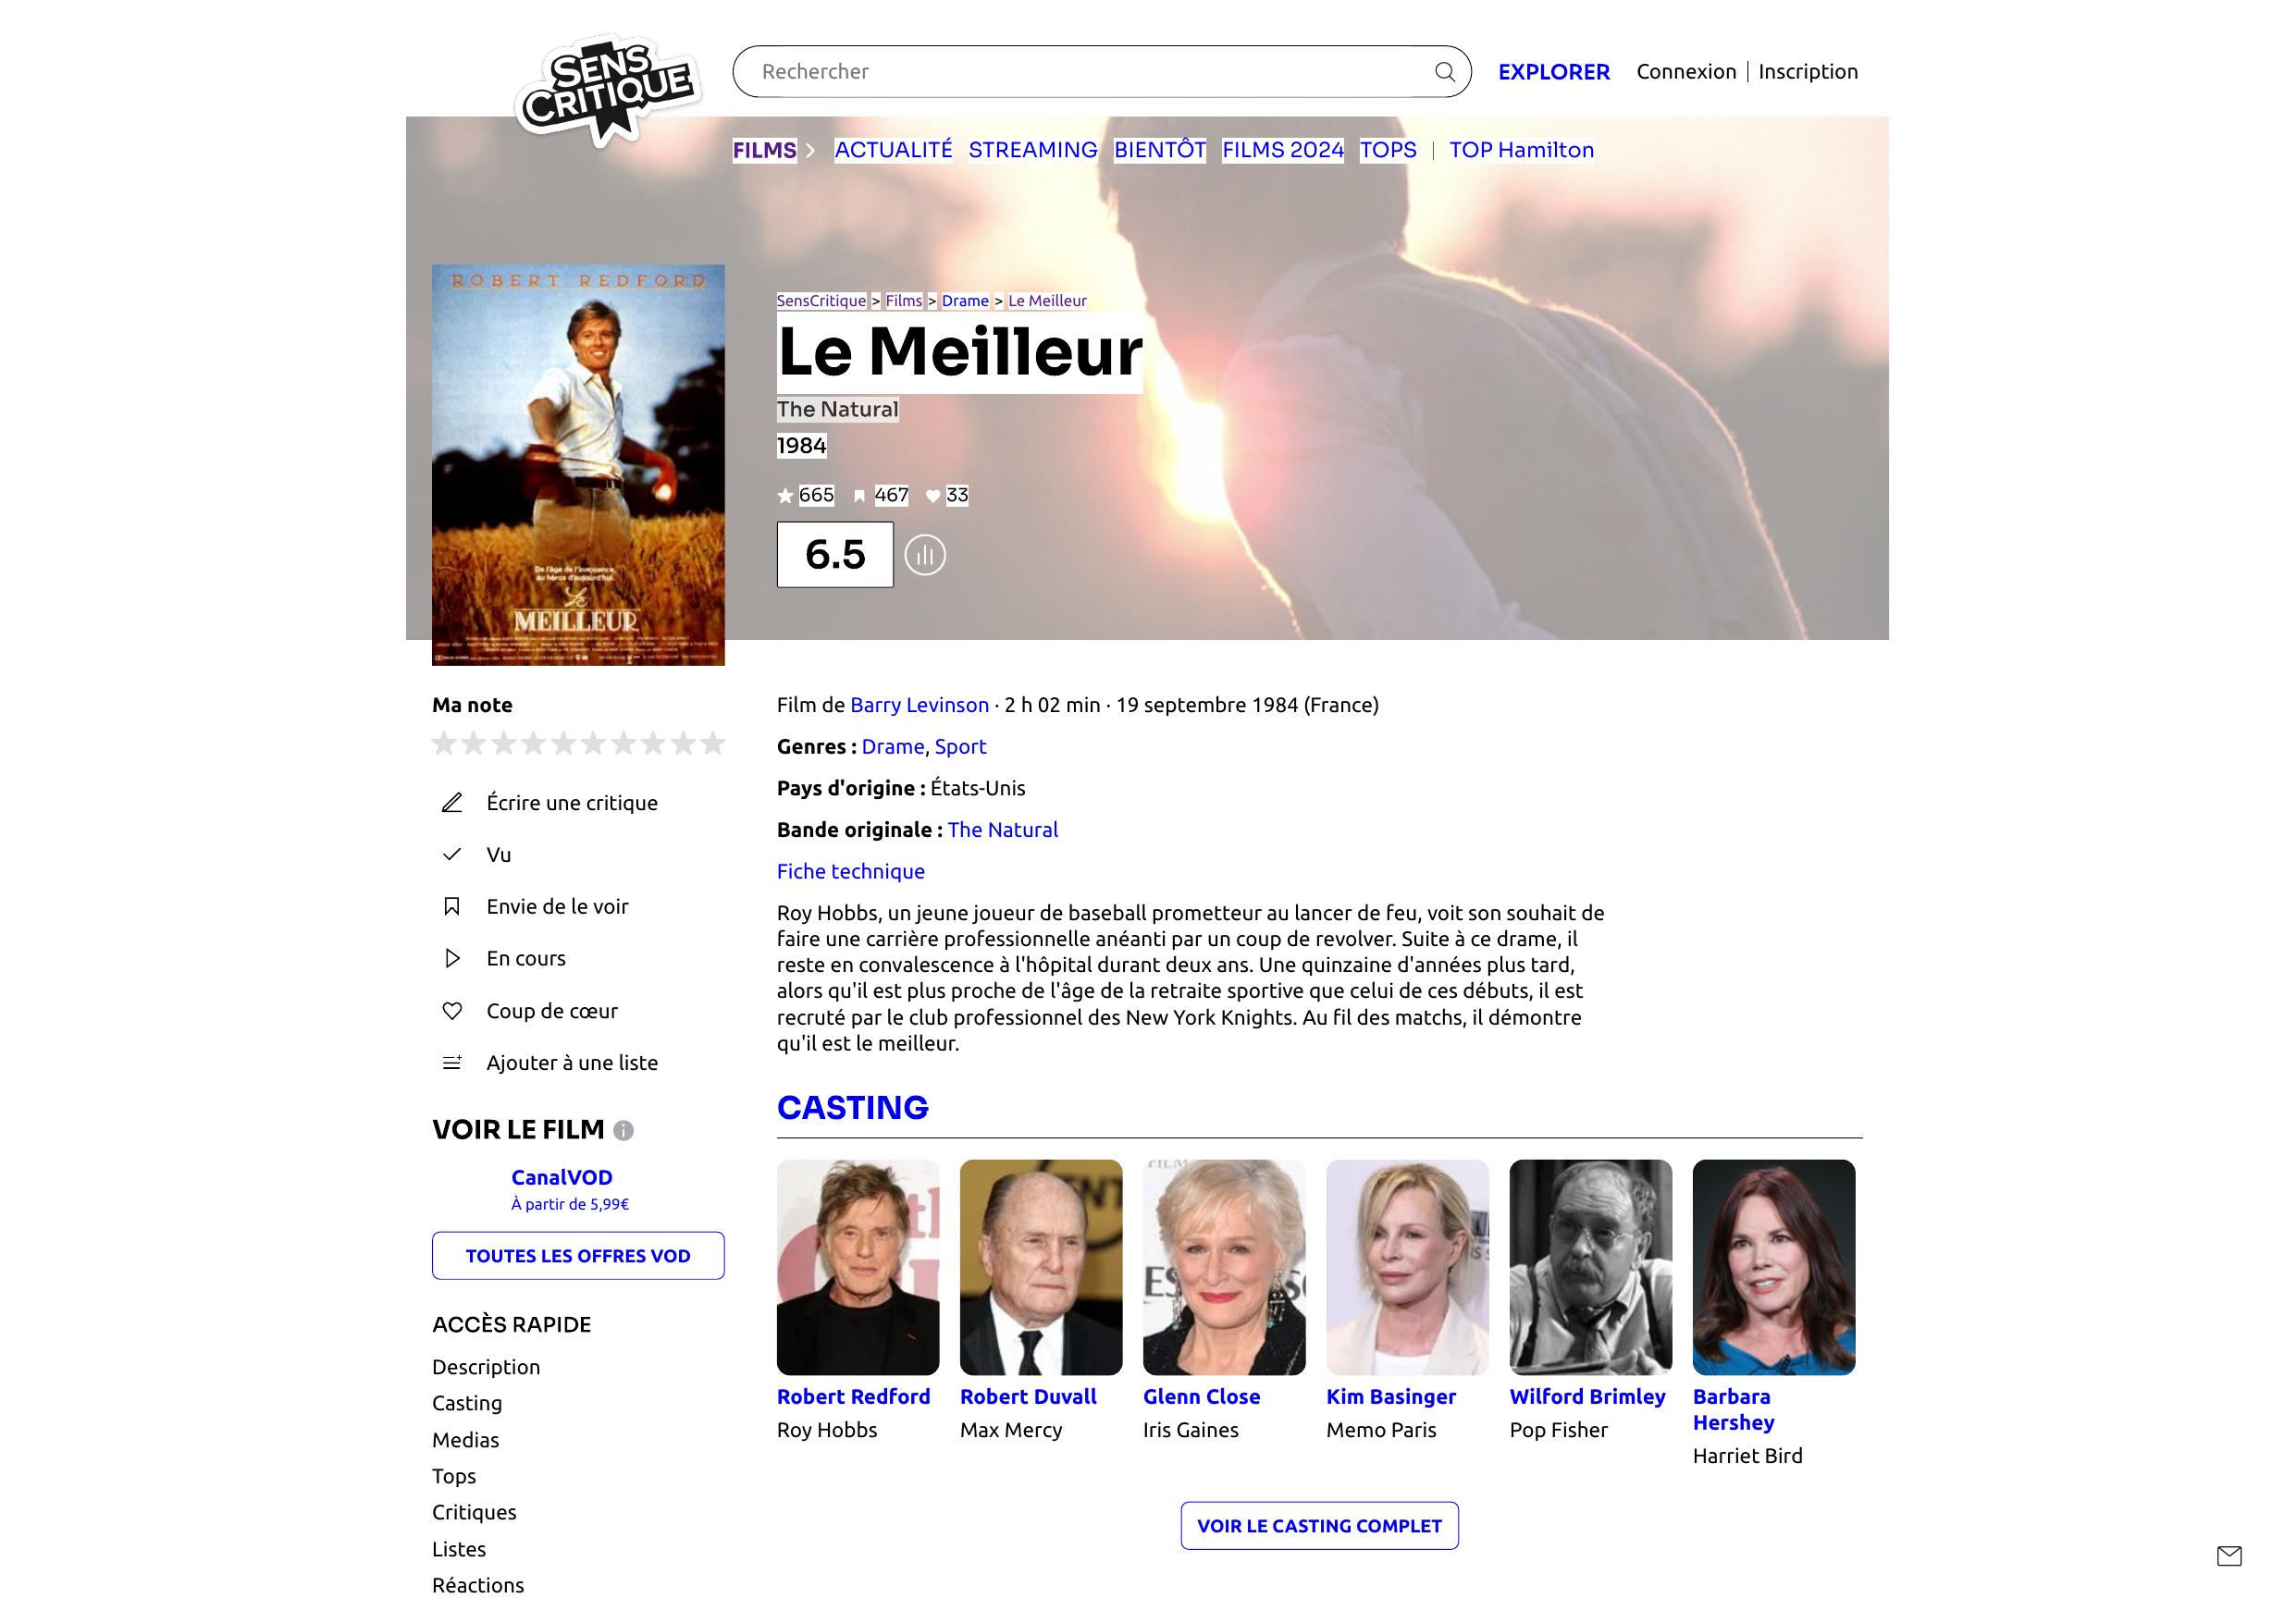 SENS
CRITIQUE
Rechercher
EXPLORER
Connexion
Inscription
FILMS
ACTUALITÉ
STREAMING
BIENTÔT
FILMS 2024
TOPS
TOP Hamilton
ROBERT REDFORD
De l'âge de l'innocence,
au héros d'aujourd'hui.
Le
MEILLEUR
SensCritique > Films > Drame > Le Meilleur
Le Meilleur
The Natural
1984
665
467
33
6.5
Ma note
Écrire une critique
Vu
Envie de le voir
En cours
Coup de cœur
Ajouter à une liste
VOIR LE FILM
CanalVOD
À partir de 5,99€
TOUTES LES OFFRES VOD
ACCÈS RAPIDE
Description
Casting
Medias
Tops
Critiques
Listes
Réactions
Film de Barry Levinson · 2 h 02 min · 19 septembre 1984 (France)
Genres : Drame, Sport
Pays d'origine : États-Unis
Bande originale : The Natural
Fiche technique
Roy Hobbs, un jeune joueur de baseball prometteur au lancer de feu, voit son souhait de
faire une carrière professionnelle anéanti par un coup de revolver. Suite à ce drame, il
reste en convalescence à l'hôpital durant deux ans. Une quinzaine d'années plus tard,
alors qu'il est plus proche de l'âge de la retraite sportive que celui de ces débuts, il est
recruté par le club professionnel des New York Knights. Au fil des matchs, il démontre
qu'il est le meilleur.
CASTING
Robert Redford
Roy Hobbs
Robert Duvall
Max Mercy
Glenn Close
Iris Gaines
Kim Basinger
Memo Paris
Wilford Brimley
Pop Fisher
Barbara
Hershey
Harriet Bird
VOIR LE CASTING COMPLET